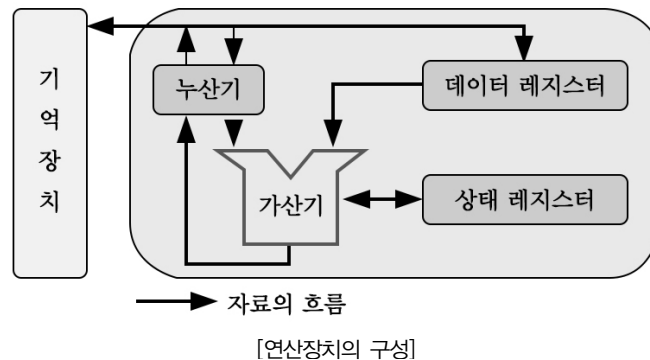 기억장치
누산기
데이터 레지스터
가산기
상태 레지스터
자료의 흐름
[연산장치의 구성]